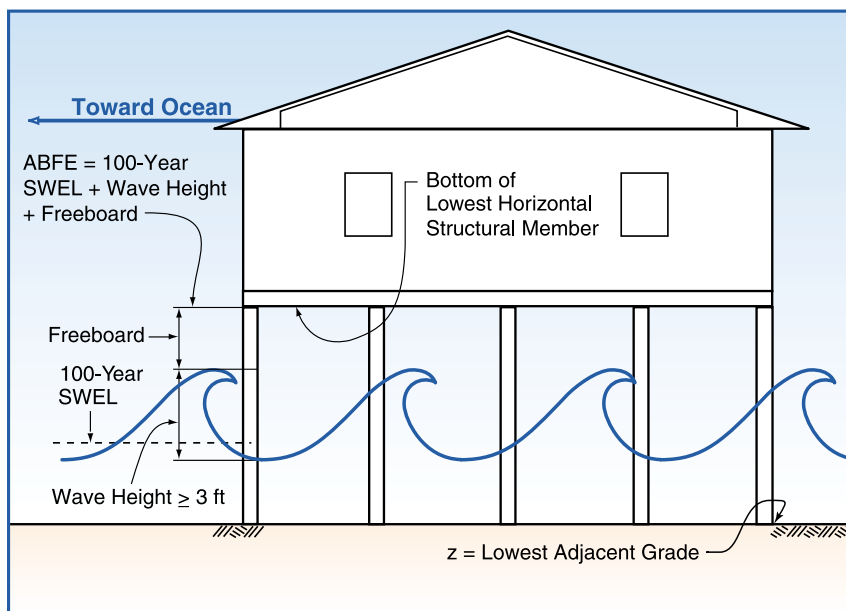 Toward Ocean
ABFE = 100-Year
SWEL + Wave Height
+ Freeboard
Bottom of
Lowest Horizontal
Structural Member
Freeboard
100-Year
SWEL
Wave Height ≥ 3 ft
z = Lowest Adjacent Grade